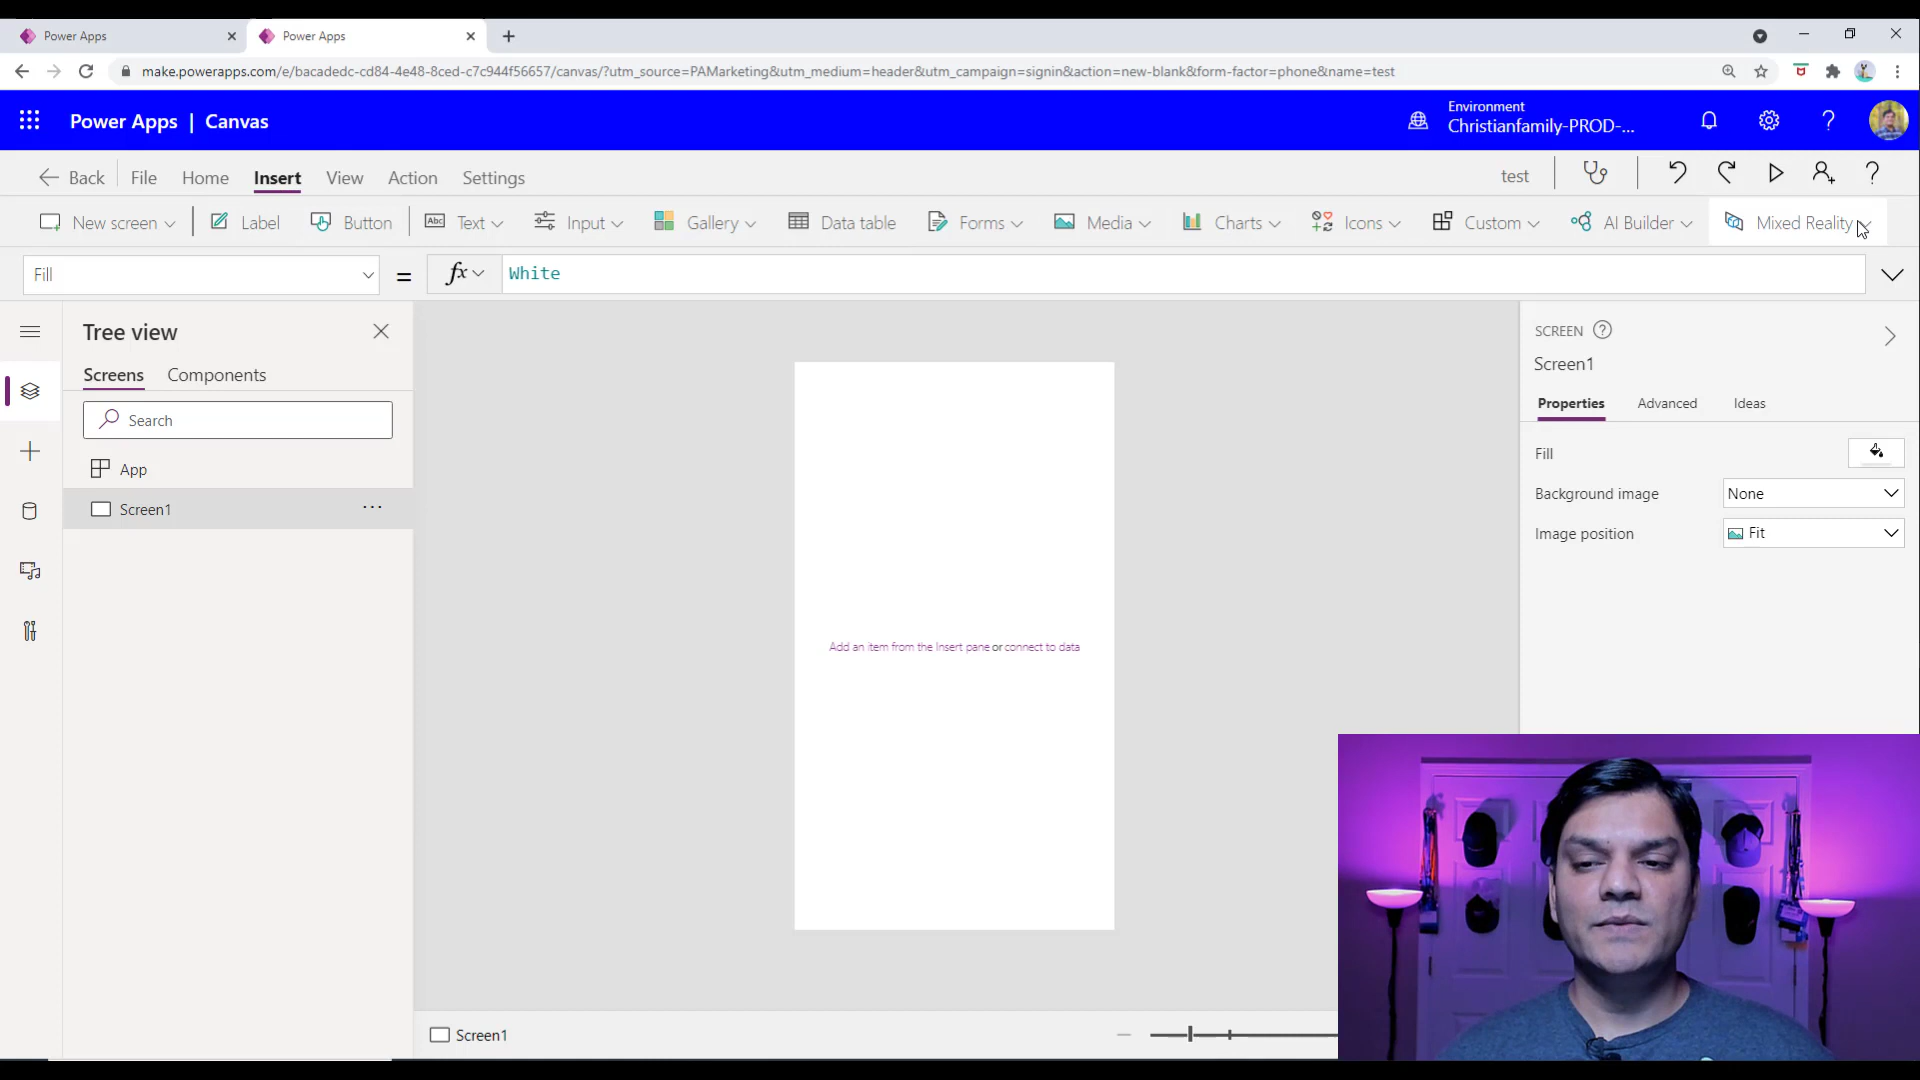 Power Apps
Power Apps
make.powerapps.com/e/bacadedc-cd84-4e48-8ced-c7c944f56657/canvas/?utm_source=PAMarketing&utm_medium=header&utm_campaign=signin&action=new-blank&form-factor=phone&name=test
Power Apps | Canvas
Environment
Christianfamily-PROD-...
Back File Home Insert View Action Settings test
New screen Label Button Text Input Gallery Data table Forms Media Charts Icons Custom AI Builder Mixed Reality
Fill = fx White
Tree view
Screens Components
Search
App
Screen1
Add an item from the Insert pane or connect to data
SCREEN
Screen1
Properties Advanced Ideas
Fill
Background image None
Image position Fit
Screen1